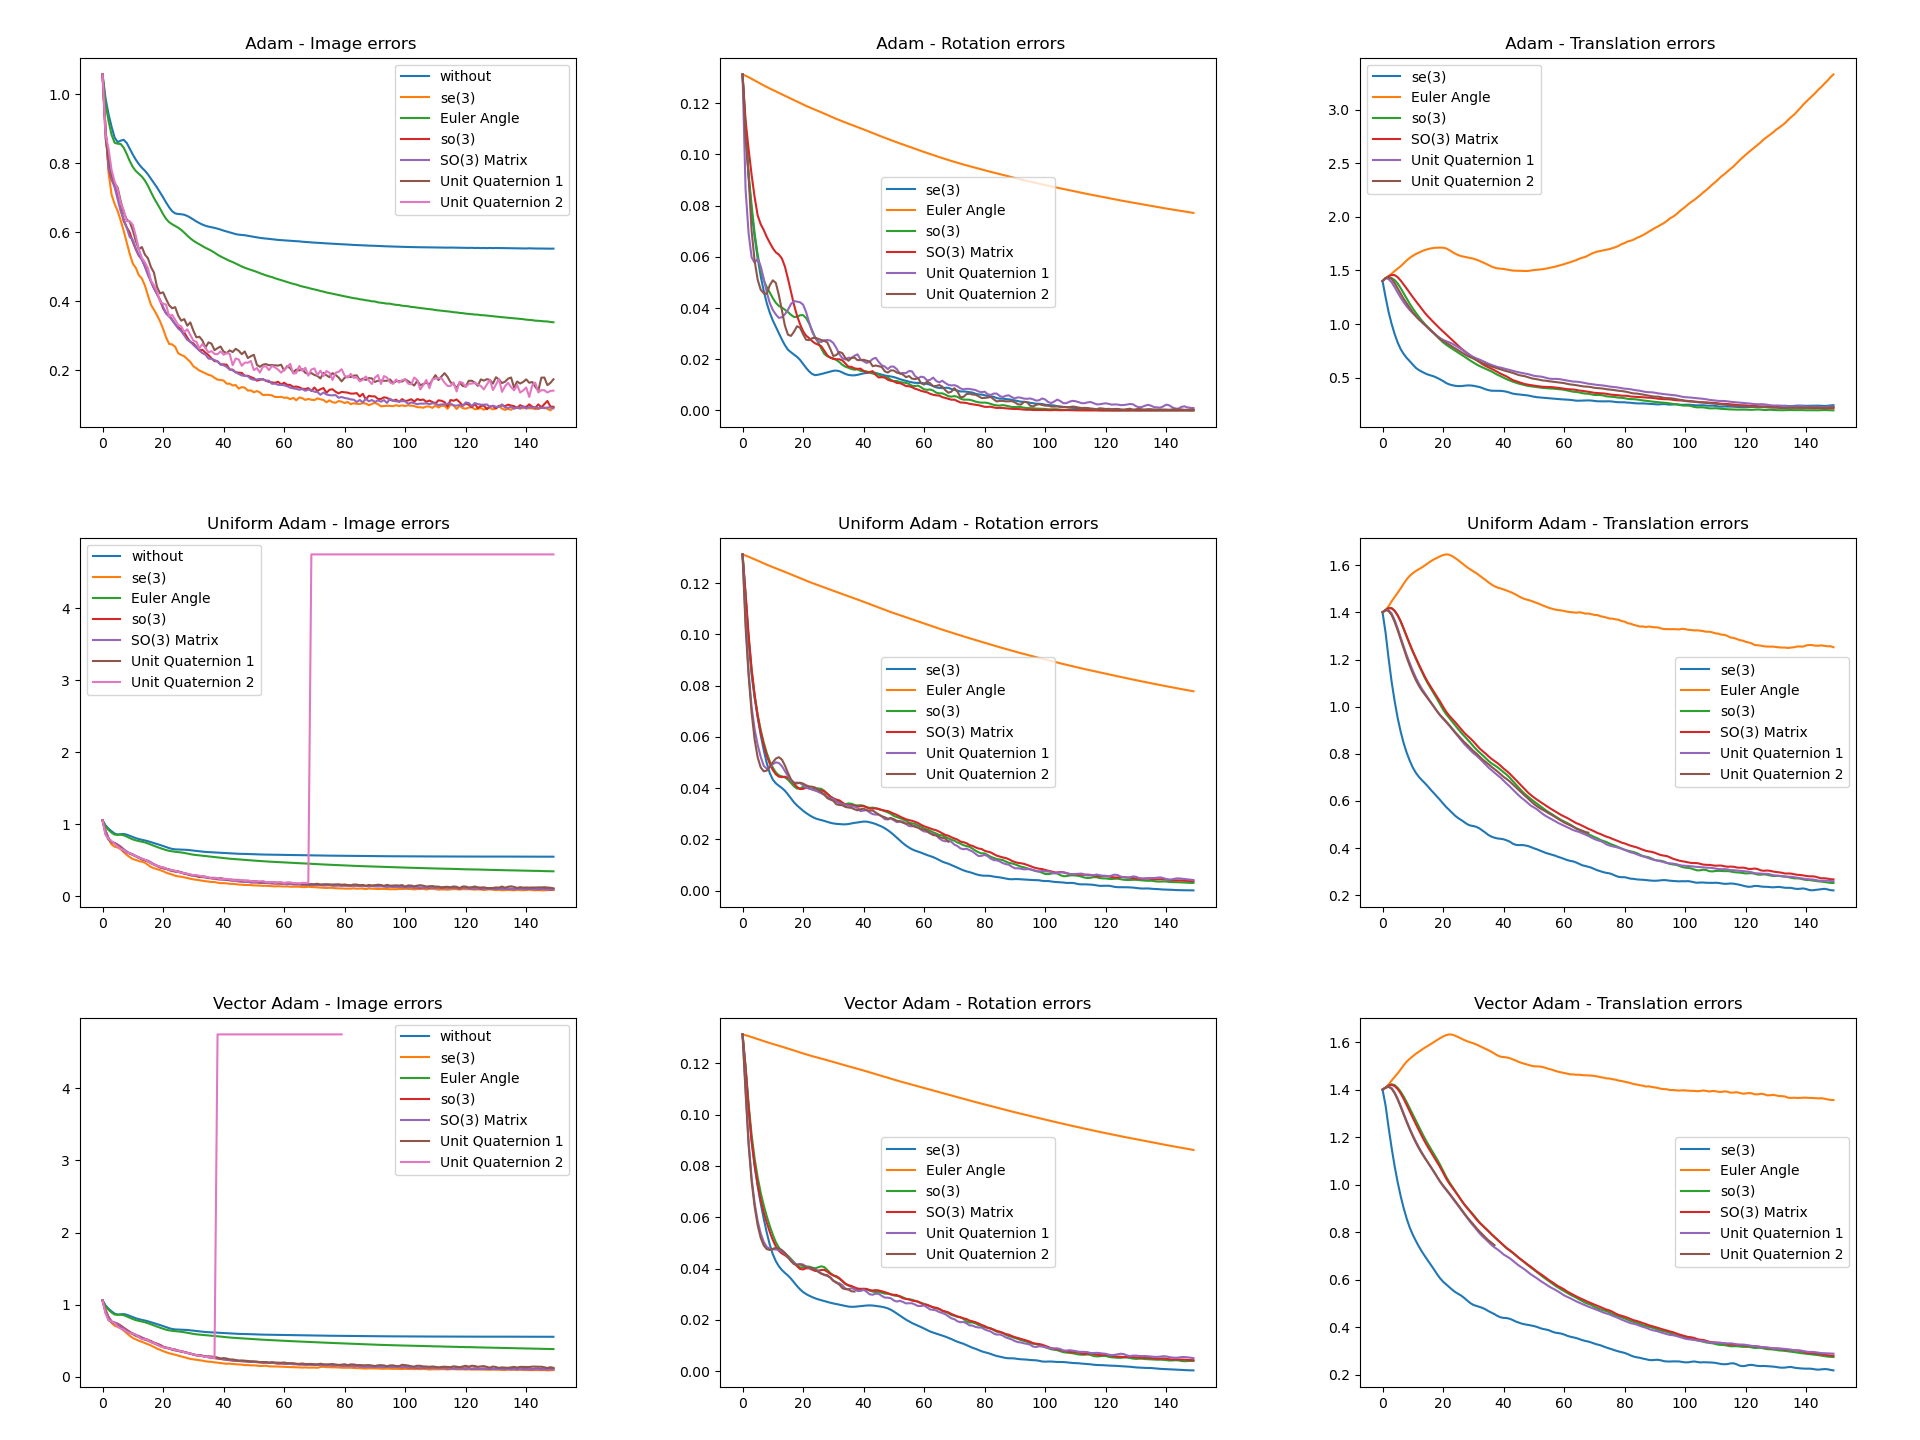 Adam - Image errors
without
se(3)
Euler Angle
so(3)
SO(3) Matrix
Unit Quaternion 1
Unit Quaternion 2
1.0
0.8
0.6
0.4
0.2
0 20 40 60 80 100 120 140
Adam - Rotation errors
se(3)
Euler Angle
so(3)
SO(3) Matrix
Unit Quaternion 1
Unit Quaternion 2
0.12
0.10
0.08
0.06
0.04
0.02
0.00
0 20 40 60 80 100 120 140
Adam - Translation errors
se(3)
Euler Angle
so(3)
SO(3) Matrix
Unit Quaternion 1
Unit Quaternion 2
3.0
2.5
2.0
1.5
1.0
0.5
0 20 40 60 80 100 120 140
Uniform Adam - Image errors
without
se(3)
Euler Angle
so(3)
SO(3) Matrix
Unit Quaternion 1
Unit Quaternion 2
4
3
2
1
0
0 20 40 60 80 100 120 140
Uniform Adam - Rotation errors
se(3)
Euler Angle
so(3)
SO(3) Matrix
Unit Quaternion 1
Unit Quaternion 2
0.12
0.10
0.08
0.06
0.04
0.02
0.00
0 20 40 60 80 100 120 140
Uniform Adam - Translation errors
se(3)
Euler Angle
so(3)
SO(3) Matrix
Unit Quaternion 1
Unit Quaternion 2
1.6
1.4
1.2
1.0
0.8
0.6
0.4
0.2
0 20 40 60 80 100 120 140
Vector Adam - Image errors
without
se(3)
Euler Angle
so(3)
SO(3) Matrix
Unit Quaternion 1
Unit Quaternion 2
4
3
2
1
0
0 20 40 60 80 100 120 140
Vector Adam - Rotation errors
se(3)
Euler Angle
so(3)
SO(3) Matrix
Unit Quaternion 1
Unit Quaternion 2
0.12
0.10
0.08
0.06
0.04
0.02
0.00
0 20 40 60 80 100 120 140
Vector Adam - Translation errors
se(3)
Euler Angle
so(3)
SO(3) Matrix
Unit Quaternion 1
Unit Quaternion 2
1.6
1.4
1.2
1.0
0.8
0.6
0.4
0.2
0 20 40 60 80 100 120 140